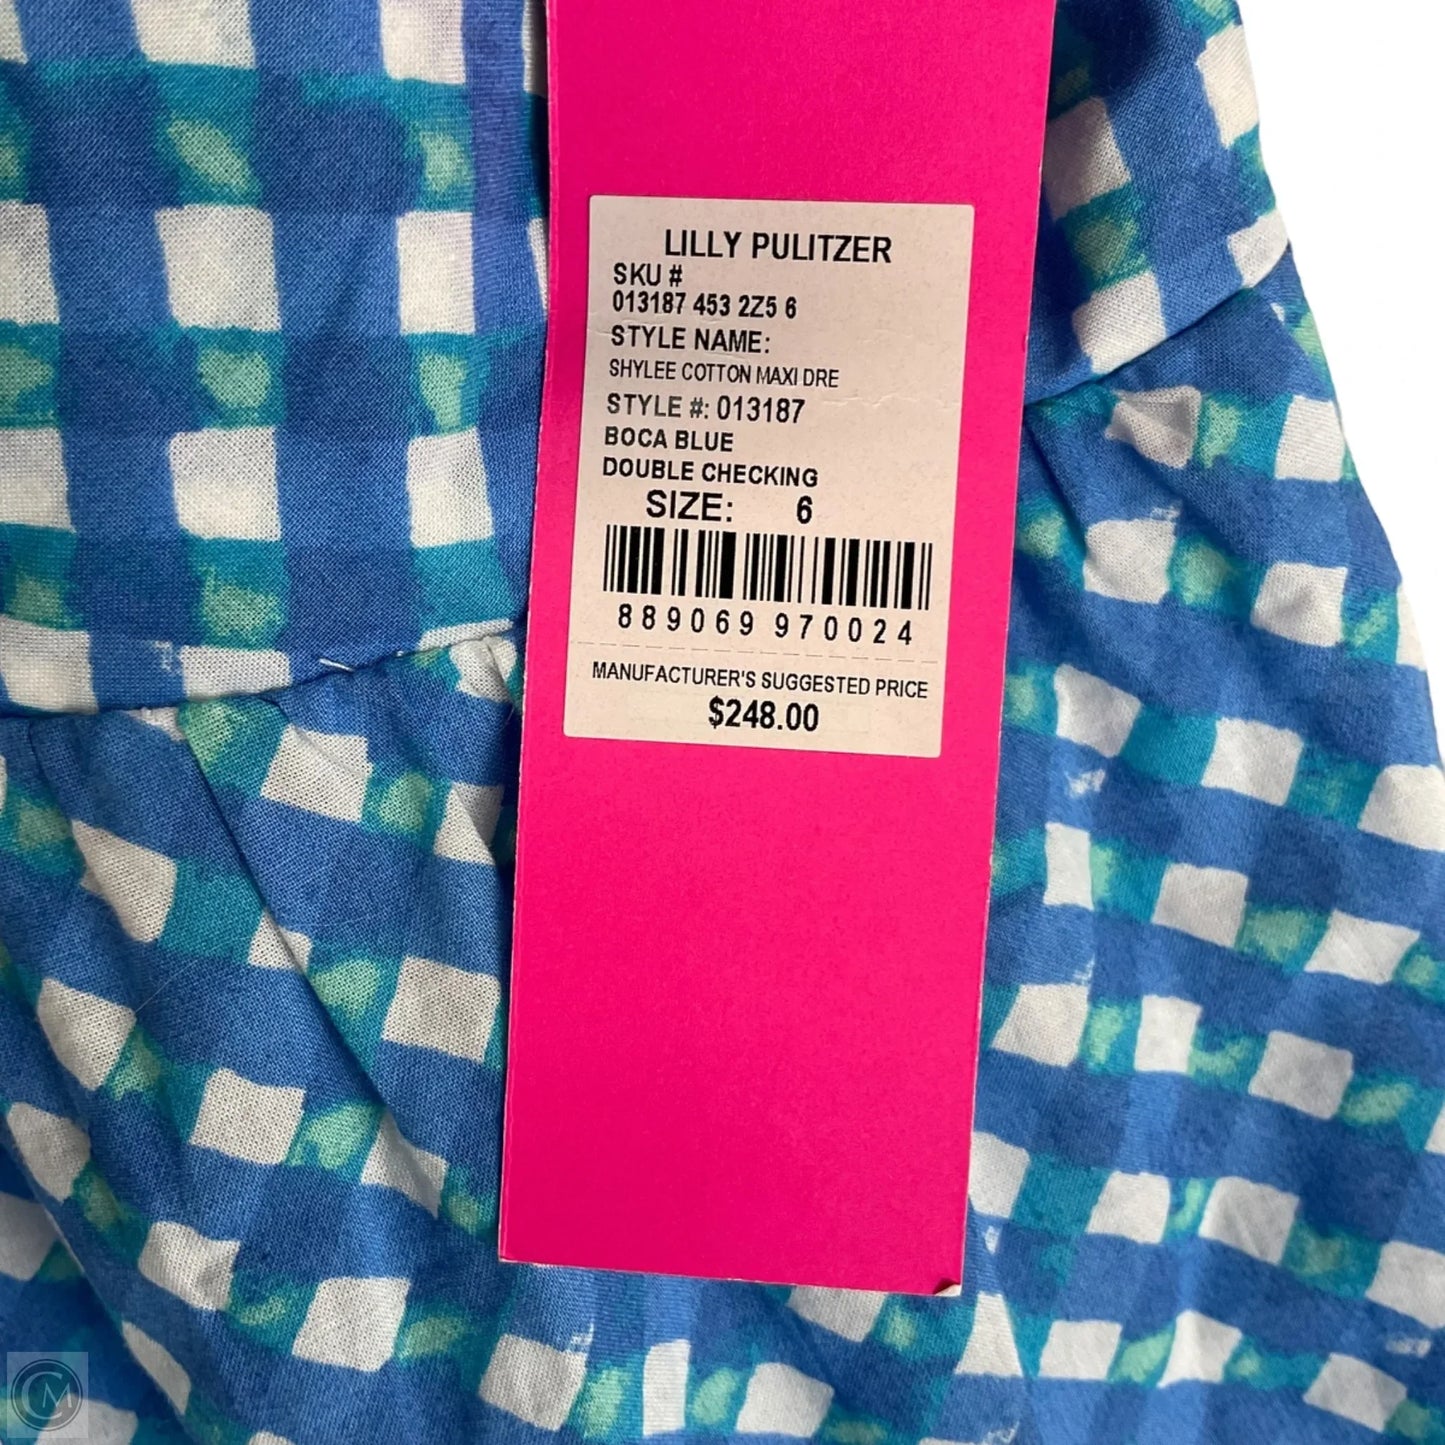 LILLY PULITZER
SKU #
013187 453 2Z5 6
STYLE NAME:
SHYLEE COTTON MAXI DRE
STYLE #: 013187
BOCA BLUE
DOUBLE CHECKING
SIZE: 6
889069 970024
MANUFACTURER'S SUGGESTED PRICE
$248.00
CM